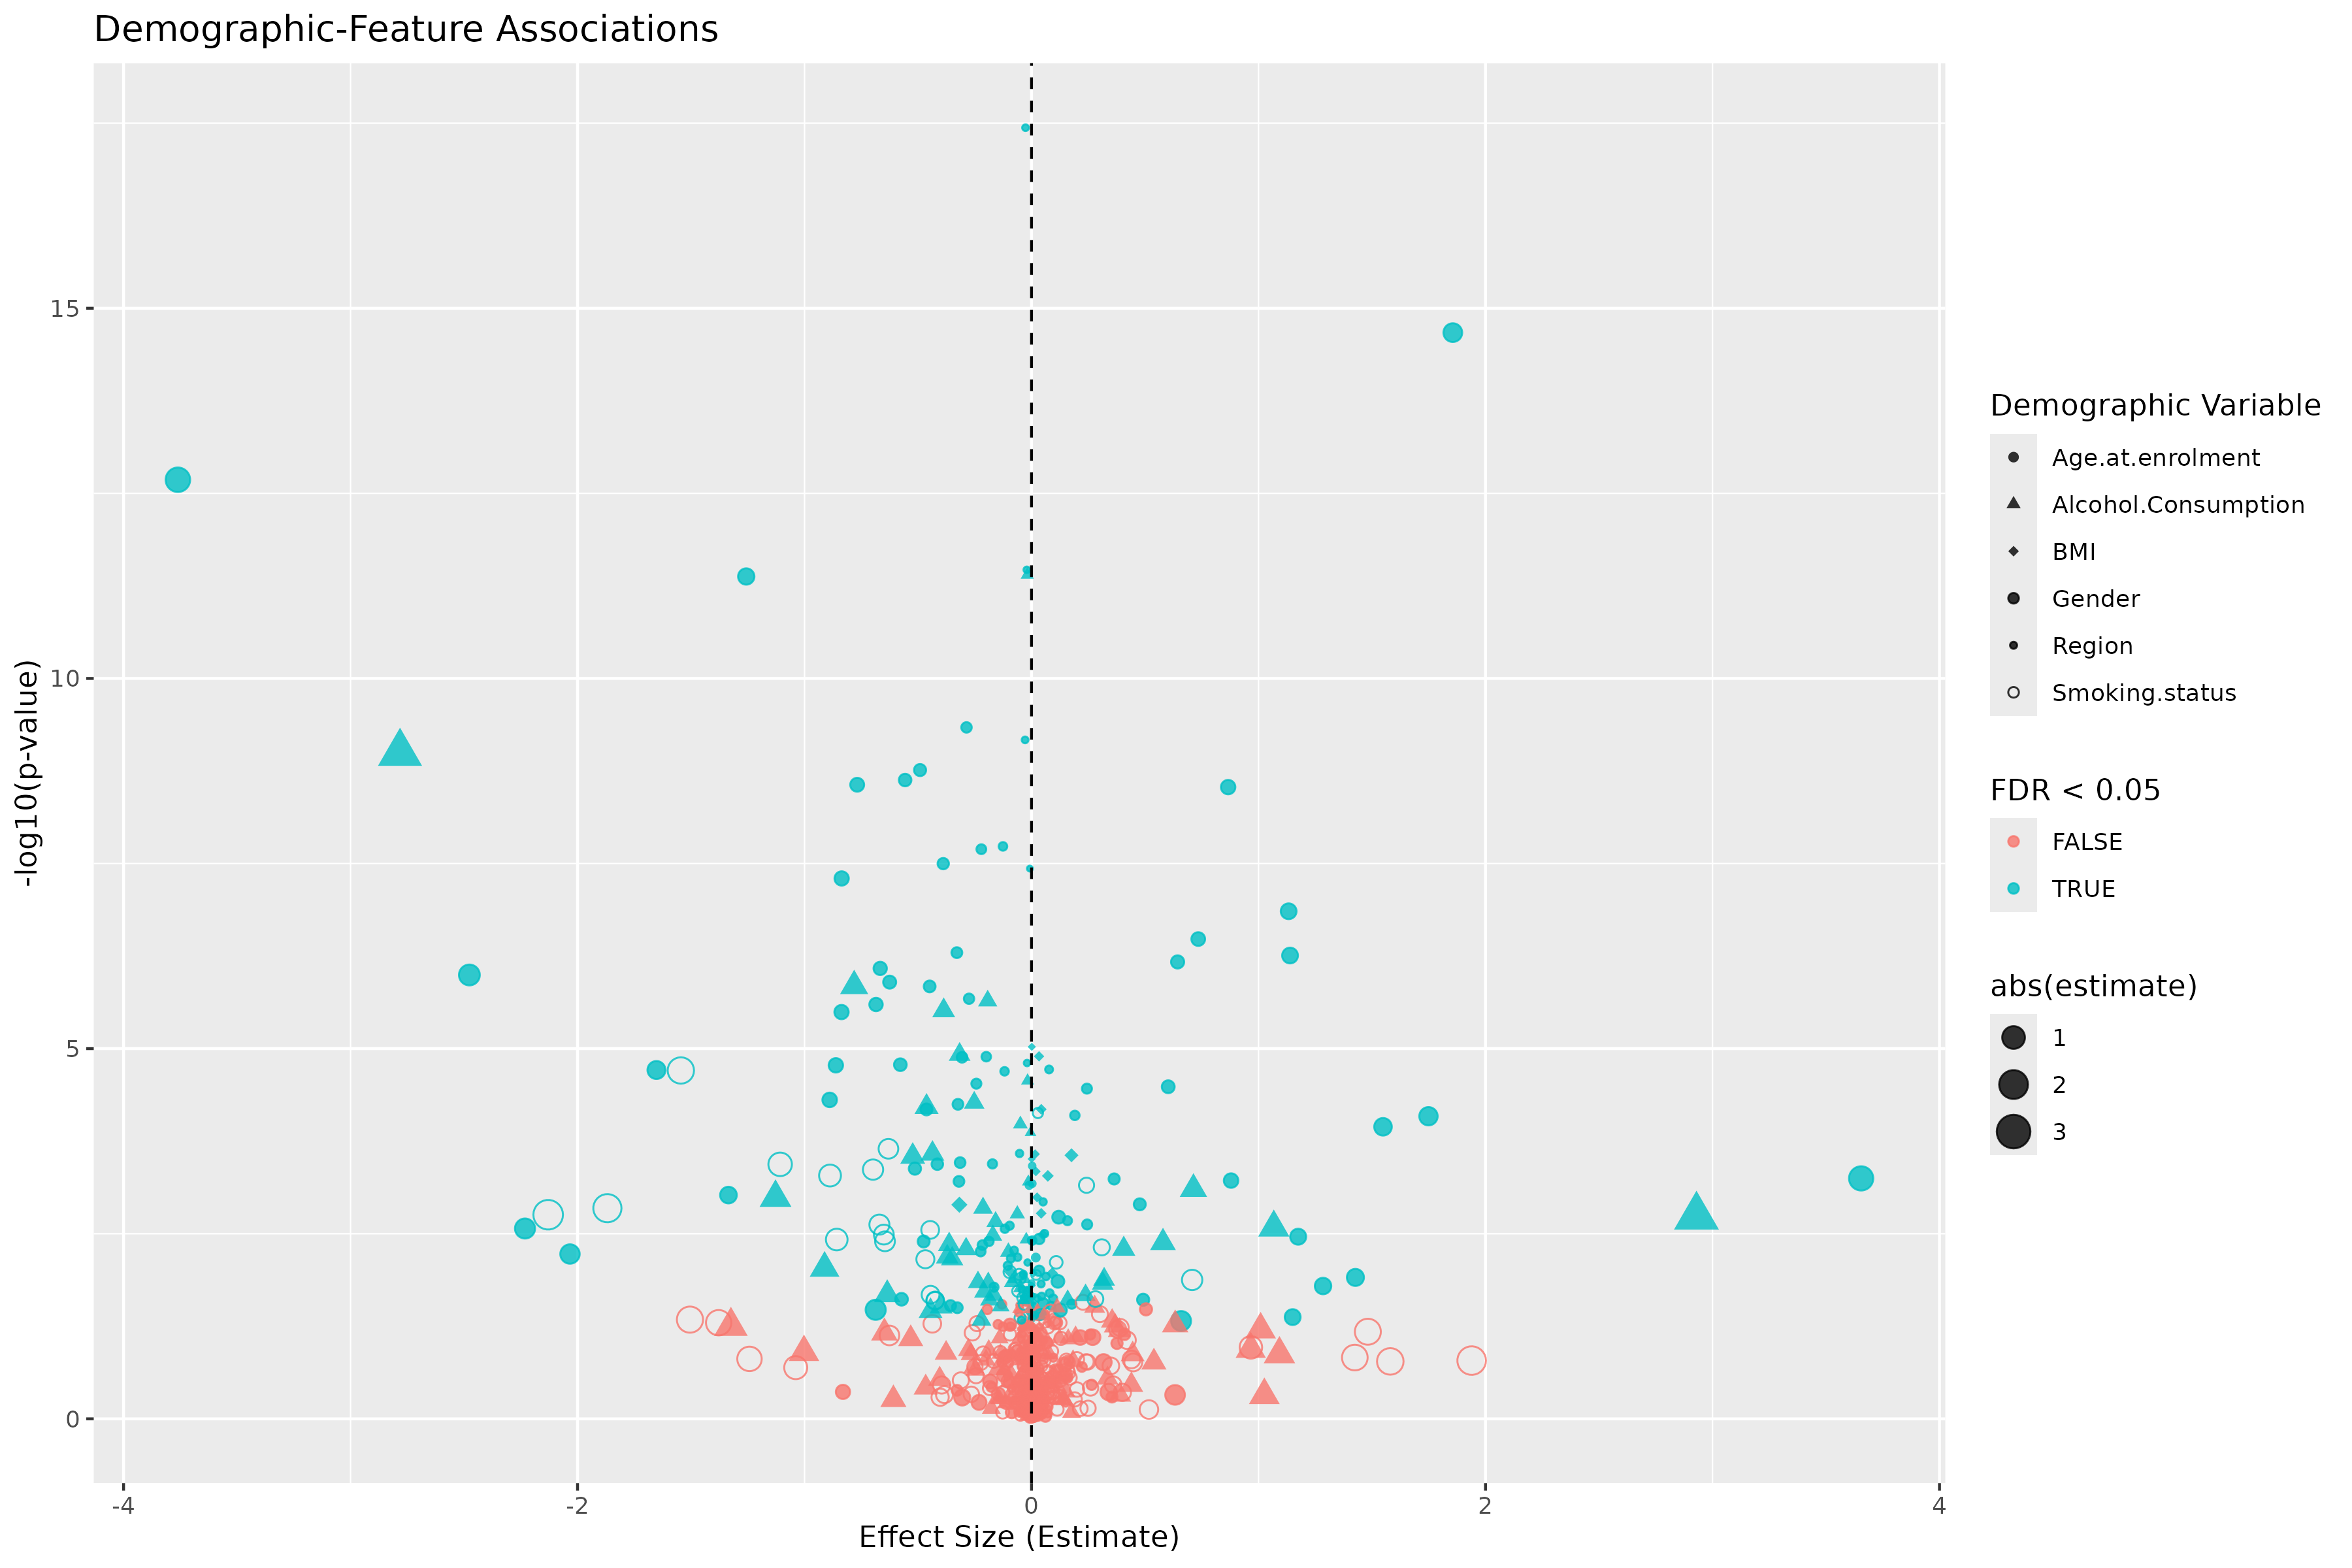 Demographic-Feature Associations
-log10(p-value)
15
10
5
0
-4
-2
0
2
4
Effect Size (Estimate)
Demographic Variable
Age.at.enrolment
Alcohol.Consumption
BMI
Gender
Region
Smoking.status
FDR < 0.05
FALSE
TRUE
abs(estimate)
1
2
3